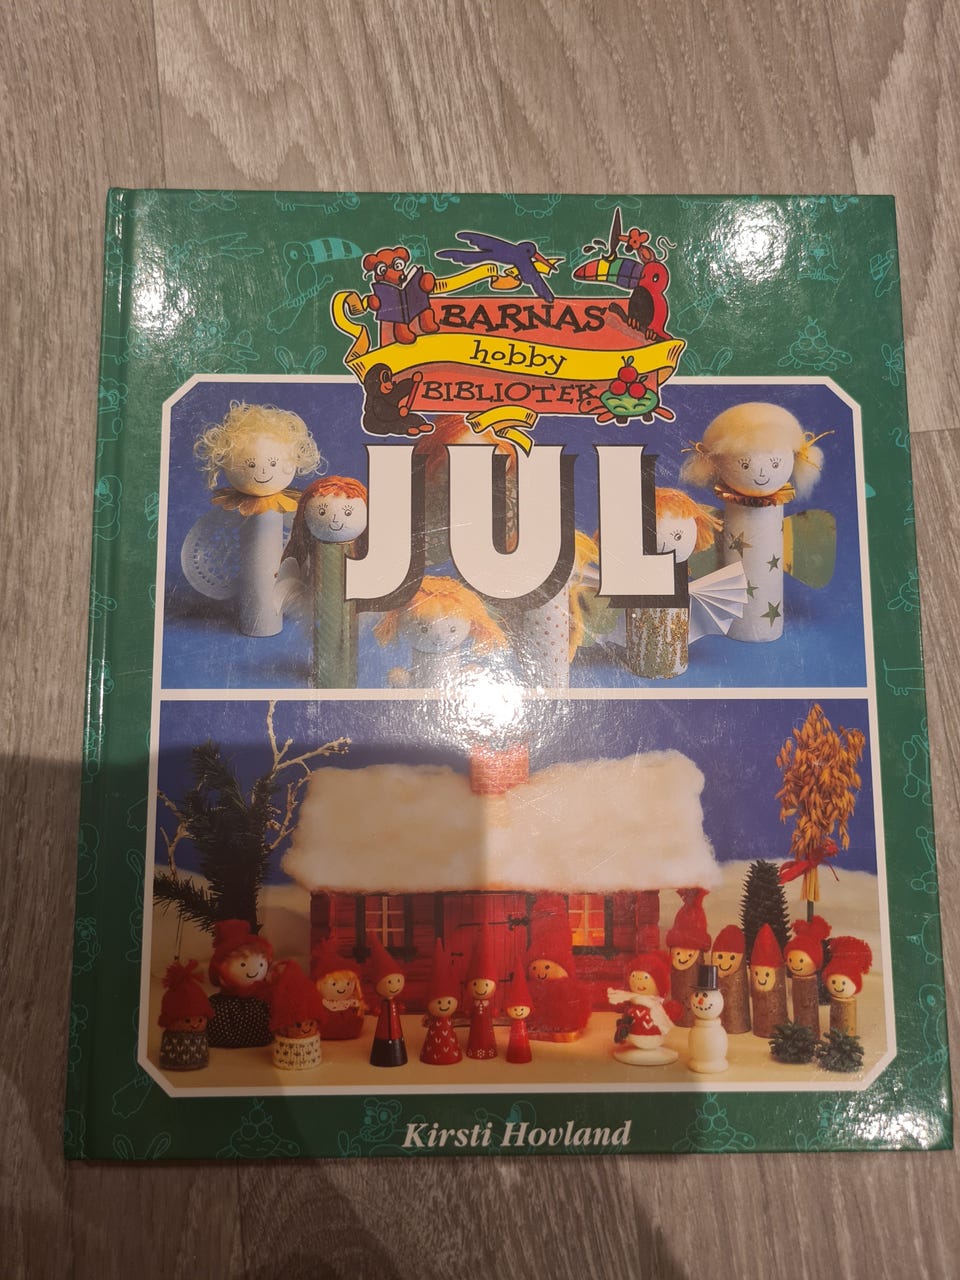 BARNAS
hobby
BIBLIOTEK
JUL
Kirsti Hovland